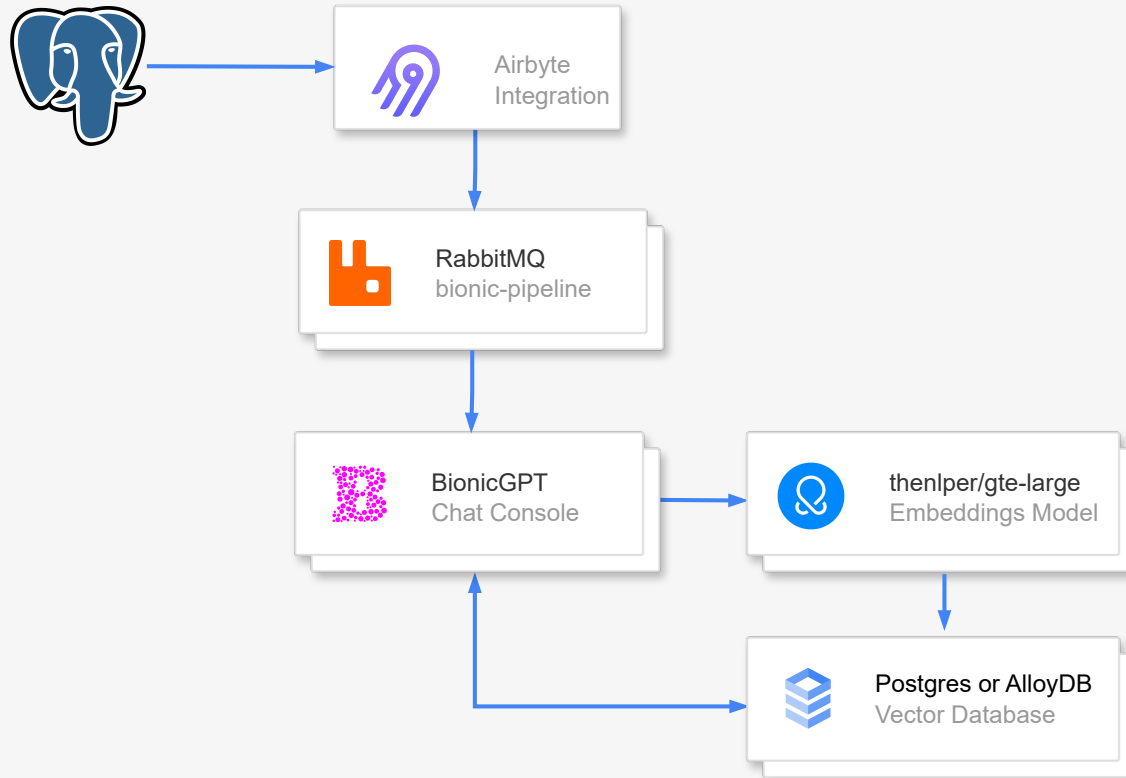 Airbyte
Integration
RabbitMQ
bionic-pipeline
BionicGPT
Chat Console
thenlper/gte-large
Embeddings Model
Postgres or AlloyDB
Vector Database